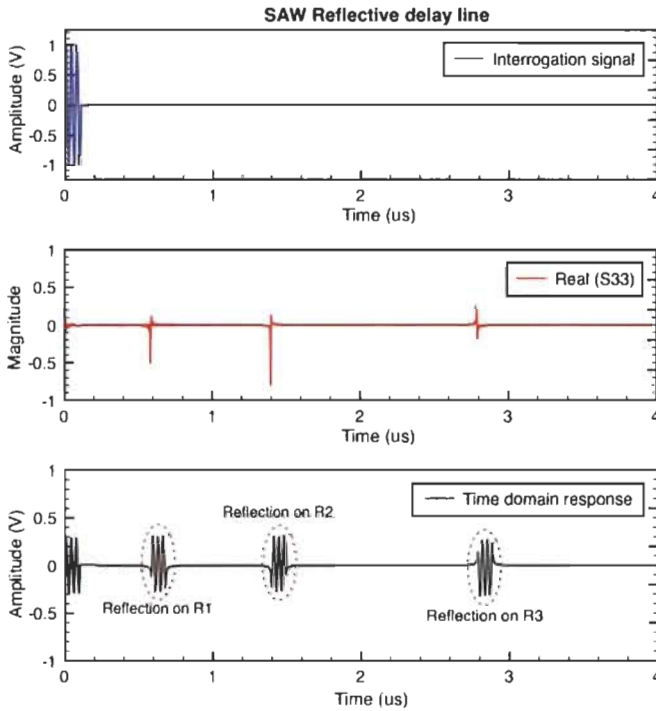 SAW Reflective delay line
Amplitude (V)
1
0.5
0
-0.5
-1
Interrogation signal
0 1 2 3 4
Time (us)
Magnitude
1
0.5
0
-0.5
-1
Real (S33)
0 1 2 3 4
Time (us)
Amplitude (V)
1
0.5
0
-0.5
-1
Time domain response
Reflection on R2
Reflection on R1
Reflection on R3
0 1 2 3 4
Time (us)